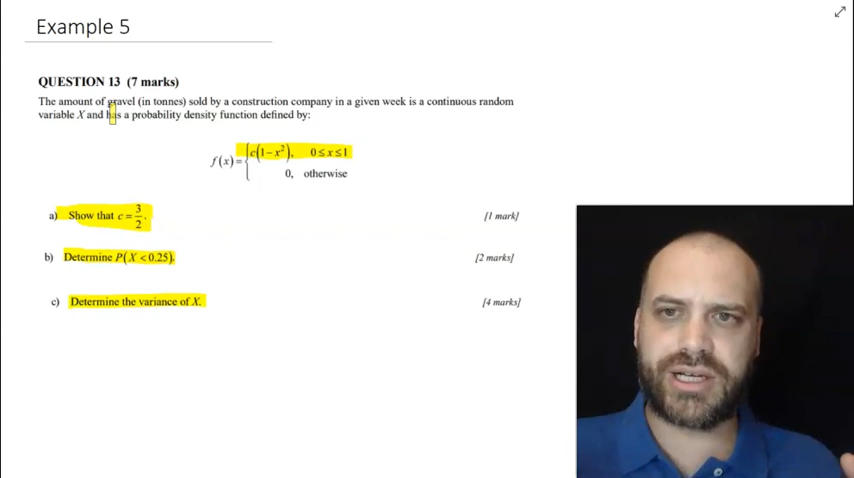 Example 5
QUESTION 13 (7 marks)
The amount of gravel (in tonnes) sold by a construction company in a given week is a continuous random
variable X and has a probability density function defined by:
f(x) = { c(1−x²), 0≤x≤1
0, otherwise
a) Show that c = 3/2. [1 mark]
b) Determine P(X < 0.25). [2 marks]
c) Determine the variance of X. [4 marks]